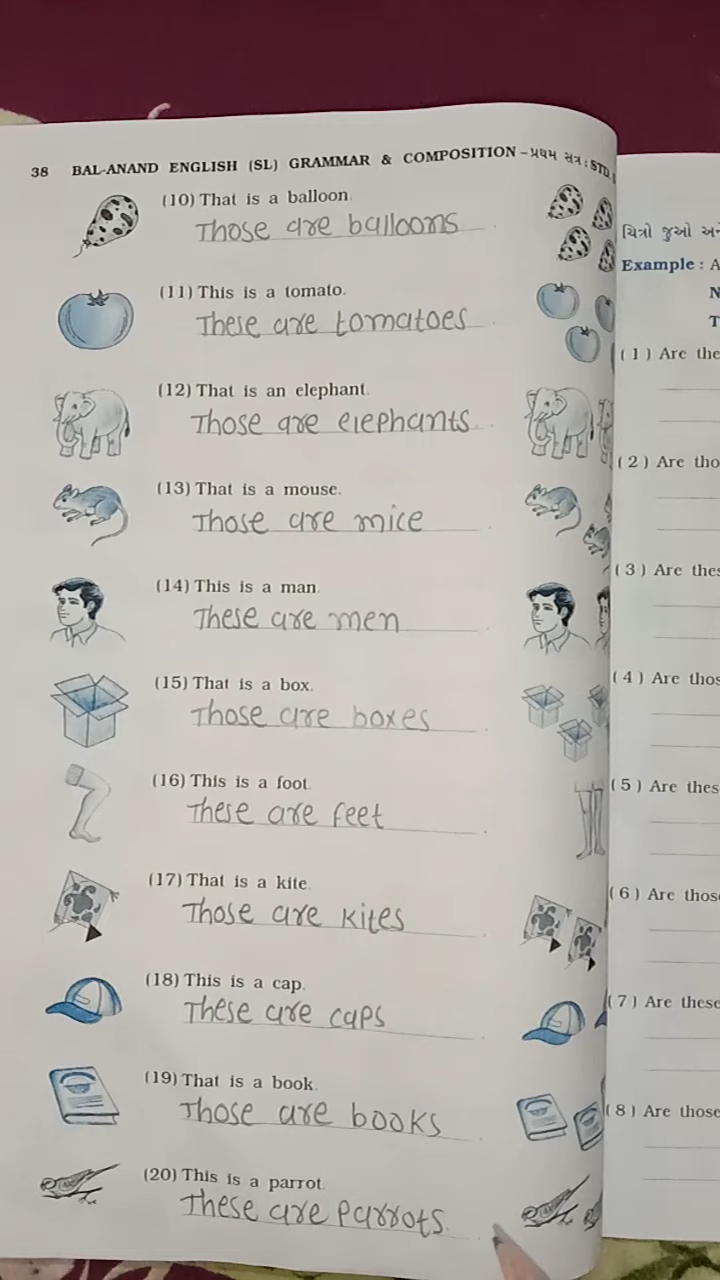 38 BAL-ANAND ENGLISH (SL) GRAMMAR & COMPOSITION – પ્રથમ સત્ર : STD.
(10) That is a balloon.
Those are balloons
(11) This is a tomato.
These are tomatoes
(12) That is an elephant.
Those are elephants
(13) That is a mouse.
Those are mice
(14) This is a man.
These are men
(15) That is a box.
Those are boxes
(16) This is a foot.
These are feet
(17) That is a kite.
Those are kites
(18) This is a cap.
These are caps
(19) That is a book.
Those are books
(20) This is a parrot.
These are parrots
ચિત્રો જુઓ
Example : A
N
T
(1) Are the
(2) Are tho
(3) Are thes
(4) Are thos
(5) Are thes
(6) Are those
(7) Are these
(8) Are those